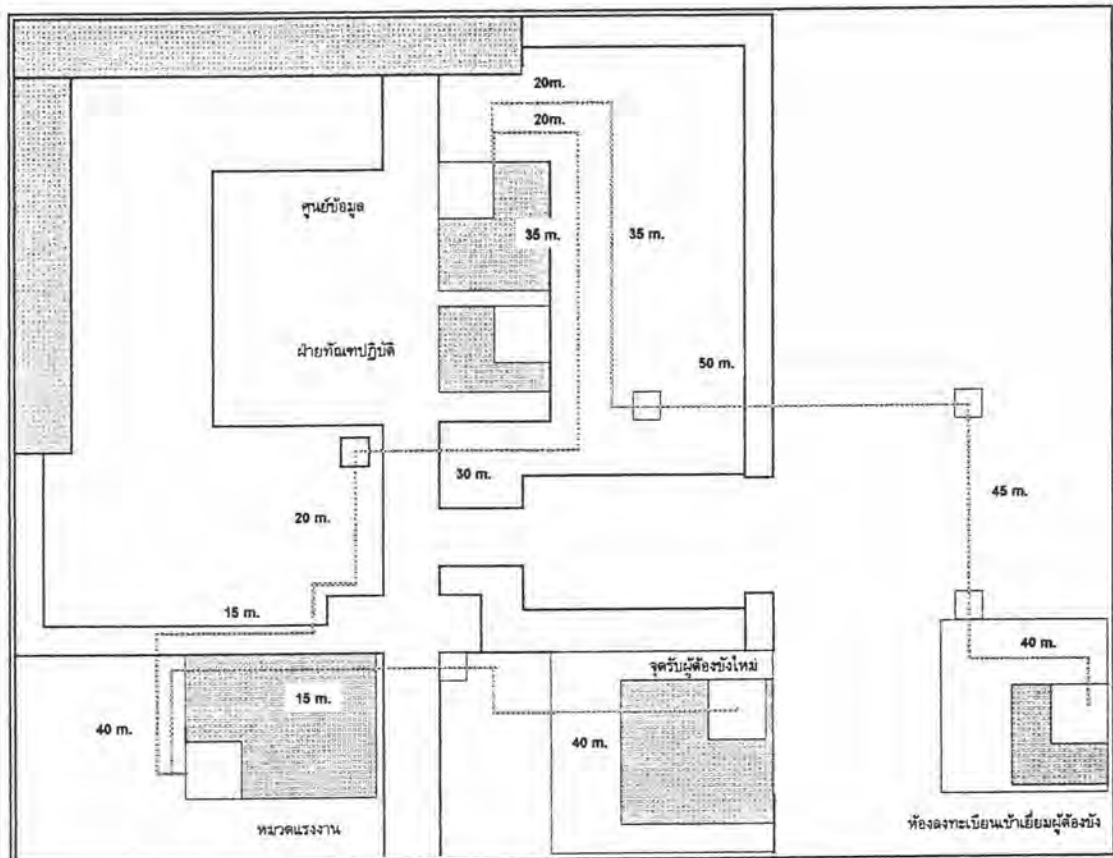 20m.
20m.
ศูนย์ข้อมูล
35 m.
35 m.
ฝ่ายทัณฑปฏิบัติ
50 m.
30 m.
45 m.
20 m.
15 m.
จุดรับผู้ต้องขังใหม่
40 m.
15 m.
40 m.
40 m.
หมวดแรงงาน
ห้องลงทะเบียนเข้าเยี่ยมผู้ต้องขัง